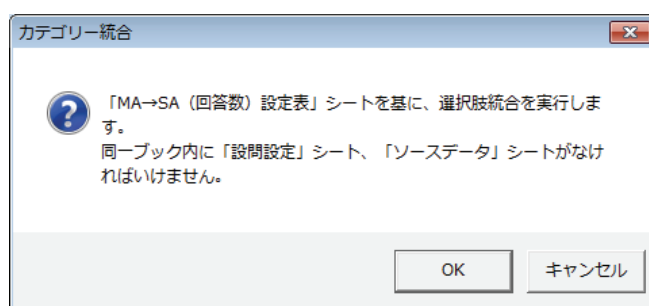 カテゴリー統合
「MA→SA（回答数）設定表」シートを基に、選択肢統合を実行しま
す。
同一ブック内に「設問設定」シート、「ソースデータ」シートがなけ
ればいけません。
OK
キャンセル